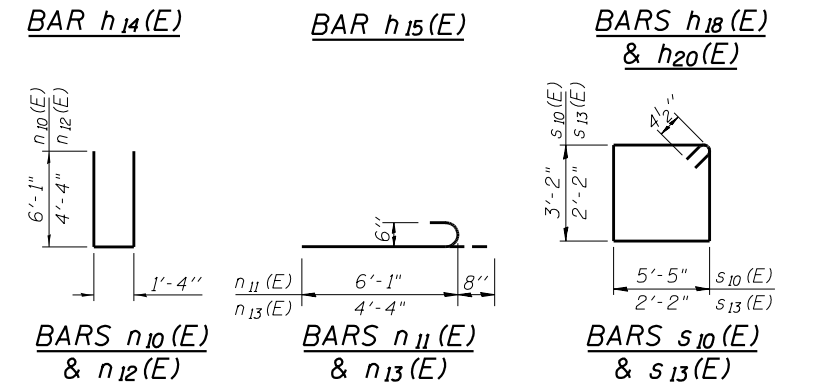 BAR h14(E)
BAR h15(E)
BARS h18(E)
& h20(E)
n10(E)
n12(E)
6'-1"
4'-4"
1'-4"
BARS n10(E)
& n12(E)
6"
n11(E)
n13(E)
6'-1"
4'-4"
8"
BARS n11(E)
& n13(E)
s10(E)
s13(E)
4½"
3'-2"
2'-2"
5'-5"
2'-2"
s10(E)
s13(E)
BARS s10(E)
& s13(E)